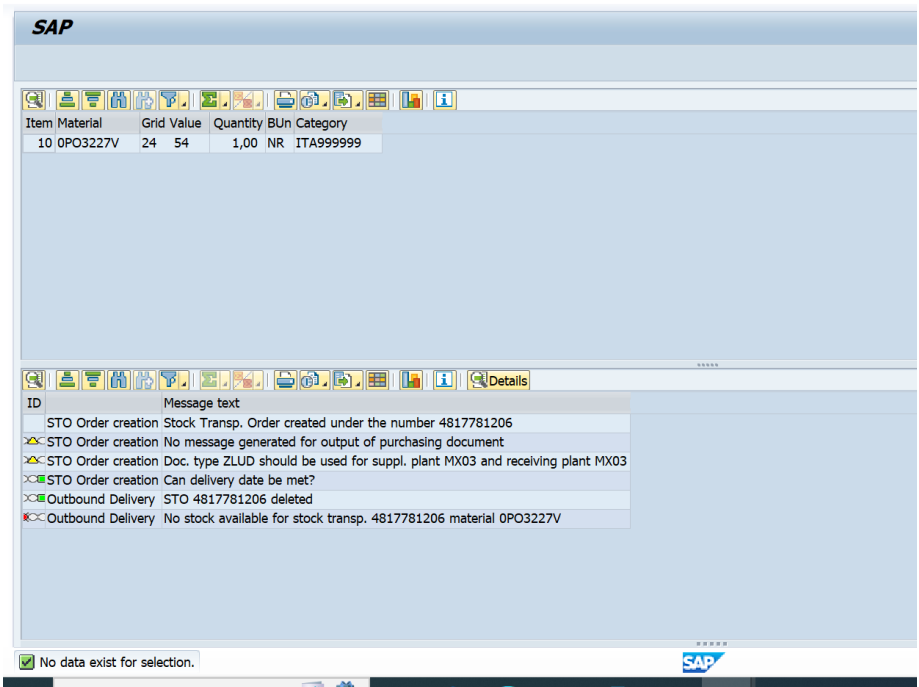 SAP
Details
Item Material Grid Value Quantity BUn Category
10 0PO3227V 24 54 1,00 NR ITA999999
Details
ID Message text
STO Order creation Stock Transp. Order created under the number 4817781206
STO Order creation No message generated for output of purchasing document
STO Order creation Doc. type ZLUD should be used for suppl. plant MX03 and receiving plant MX03
STO Order creation Can delivery date be met?
Outbound Delivery STO 4817781206 deleted
Outbound Delivery No stock available for stock transp. 4817781206 material 0PO3227V
No data exist for selection. SAP